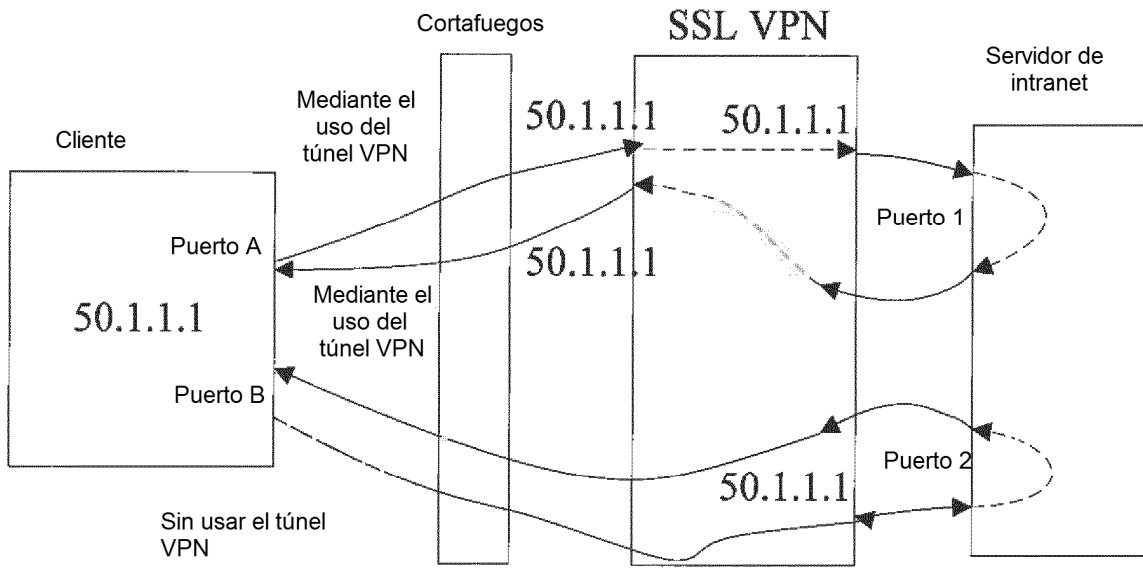 Cortafuegos
SSL VPN
Servidor de
intranet
Mediante el
uso del
túnel VPN
50.1.1.1
50.1.1.1
Cliente
Puerto A
Puerto 1
50.1.1.1
Mediante el
uso del
túnel VPN
50.1.1.1
Puerto B
Puerto 2
50.1.1.1
Sin usar el túnel
VPN